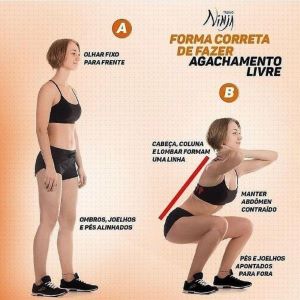 TREINO
NINJA
FORMA CORRETA
DE FAZER
AGACHAMENTO
LIVRE
A
OLHAR FIXO
PARA FRENTE
OMBROS, JOELHOS
E PÉS ALINHADOS
B
CABEÇA, COLUNA
E LOMBAR FORMAM
UMA LINHA
MANTER
ABDÔMEN
CONTRAÍDO
PÉS E JOELHOS
APONTADOS
PARA FORA